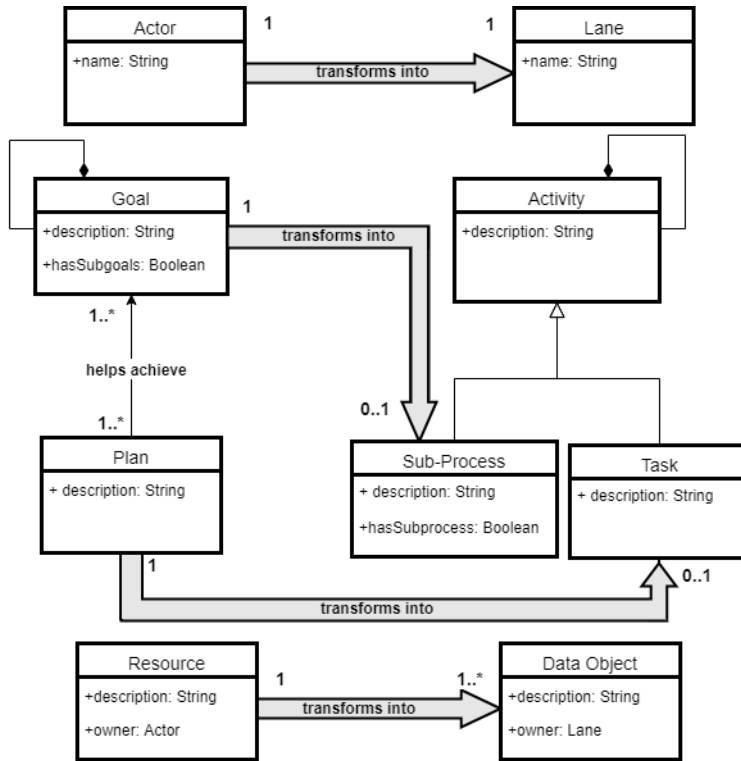 Actor
+name: String
1
transforms into
1
Lane
+name: String
Goal
+description: String
+hasSubgoals: Boolean
1
transforms into
0..1
Activity
+description: String
1..*
helps achieve
1..*
Plan
+ description: String
Sub-Process
+ description: String
+hasSubprocess: Boolean
Task
+ description: String
1
transforms into
0..1
Resource
+description: String
+owner: Actor
1
transforms into
1..*
Data Object
+description: String
+owner: Lane